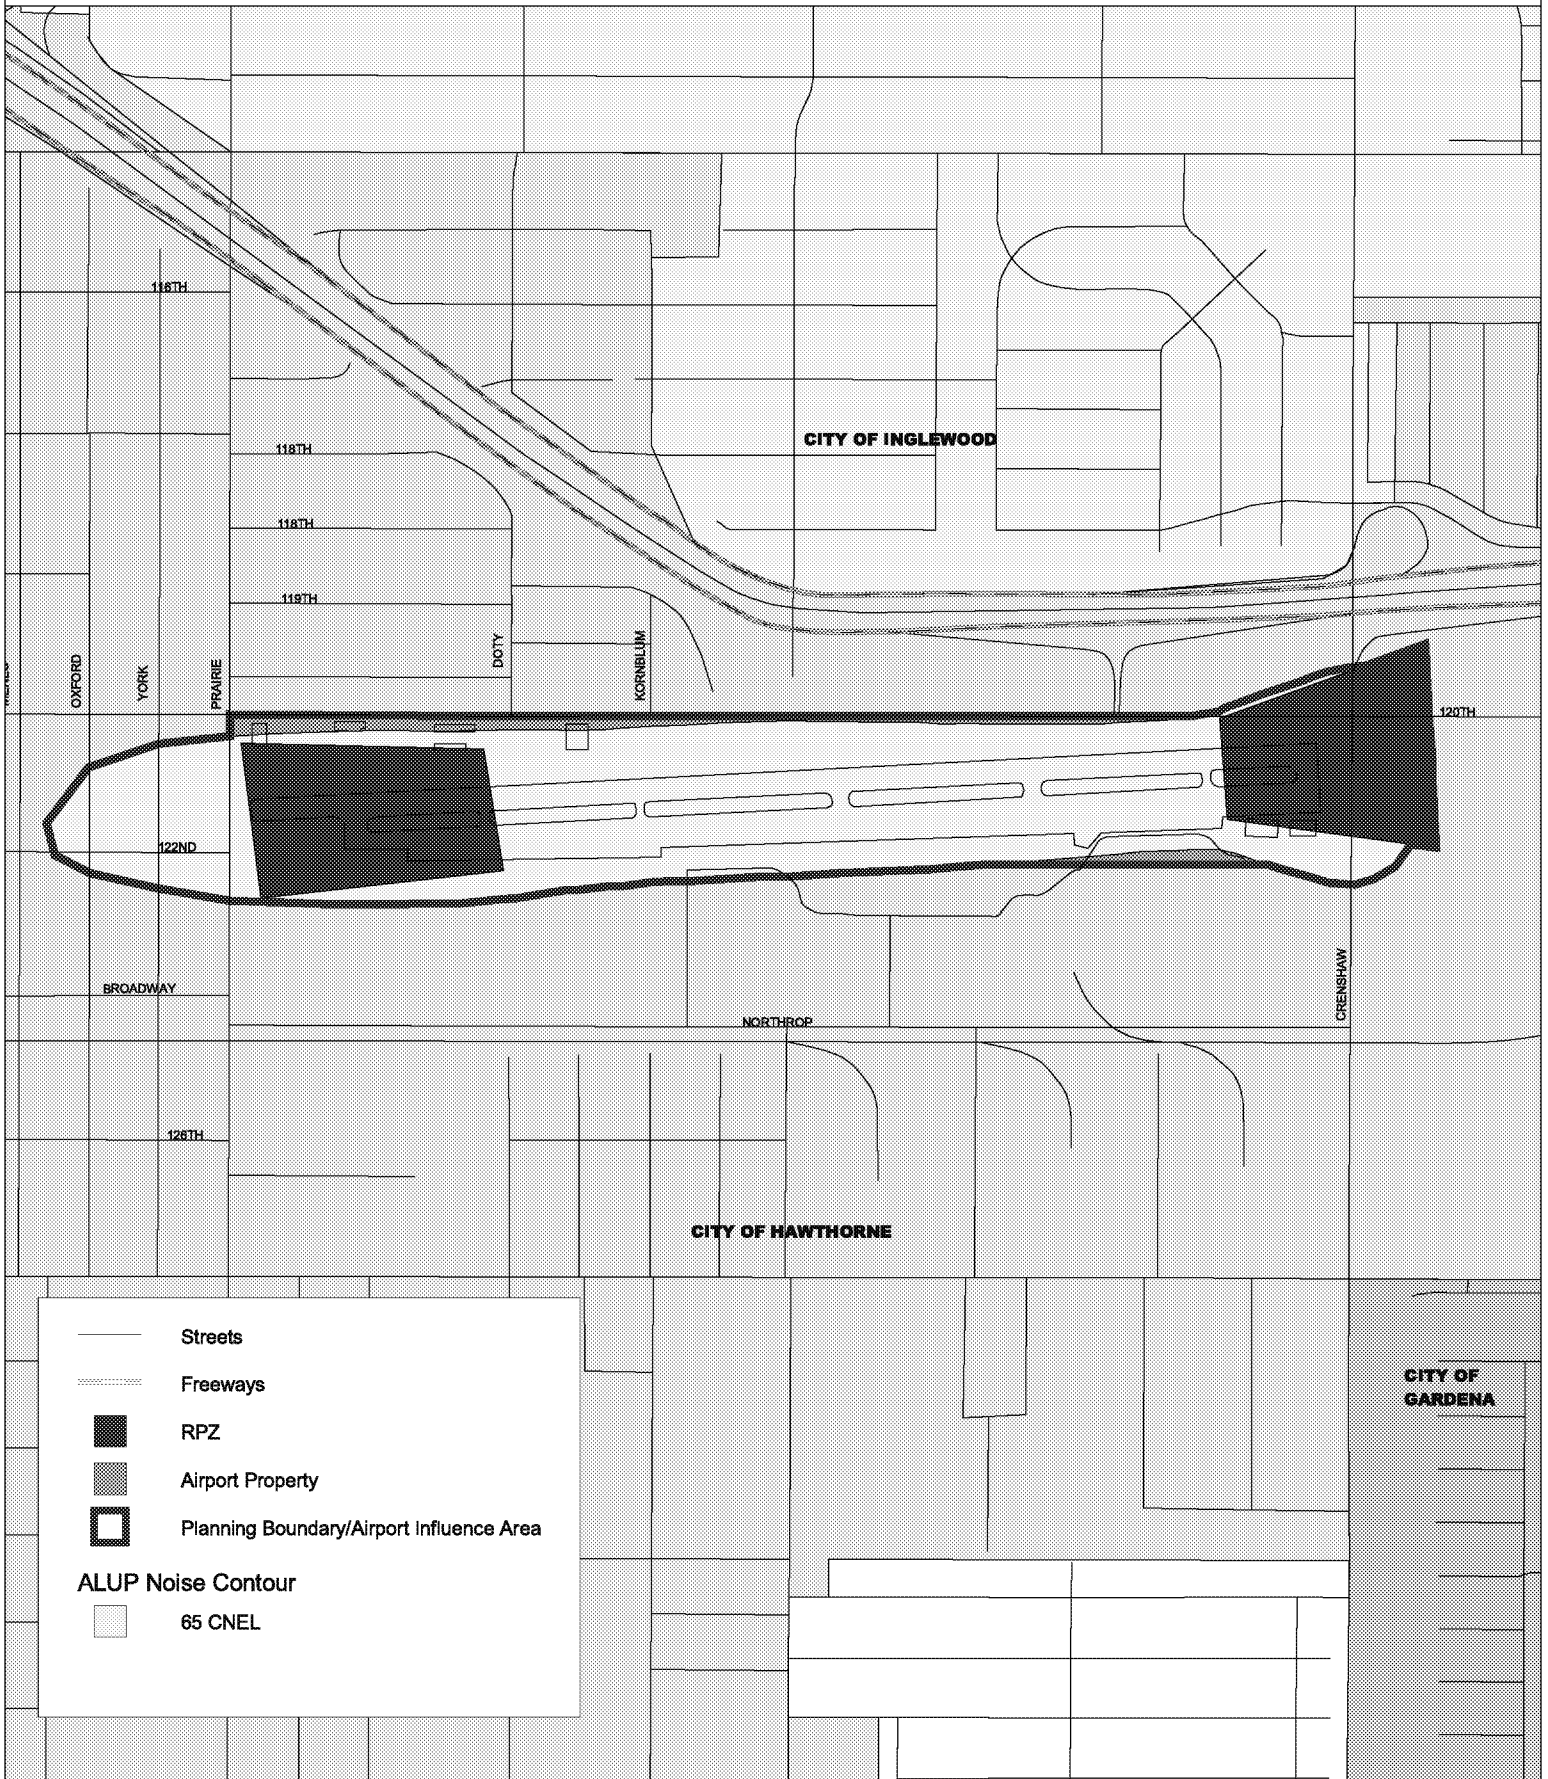 116TH
CITY OF INGLEWOOD
118TH
118TH
119TH
DOTY
KORNBLUM
OXFORD
YORK
PRAIRIE
120TH
122ND
BROADWAY
CRENSHAW
NORTHROP
126TH
CITY OF HAWTHORNE
Streets
Freeways
RPZ
Airport Property
Planning Boundary/Airport Influence Area
ALUP Noise Contour
65 CNEL
CITY OF
GARDENA